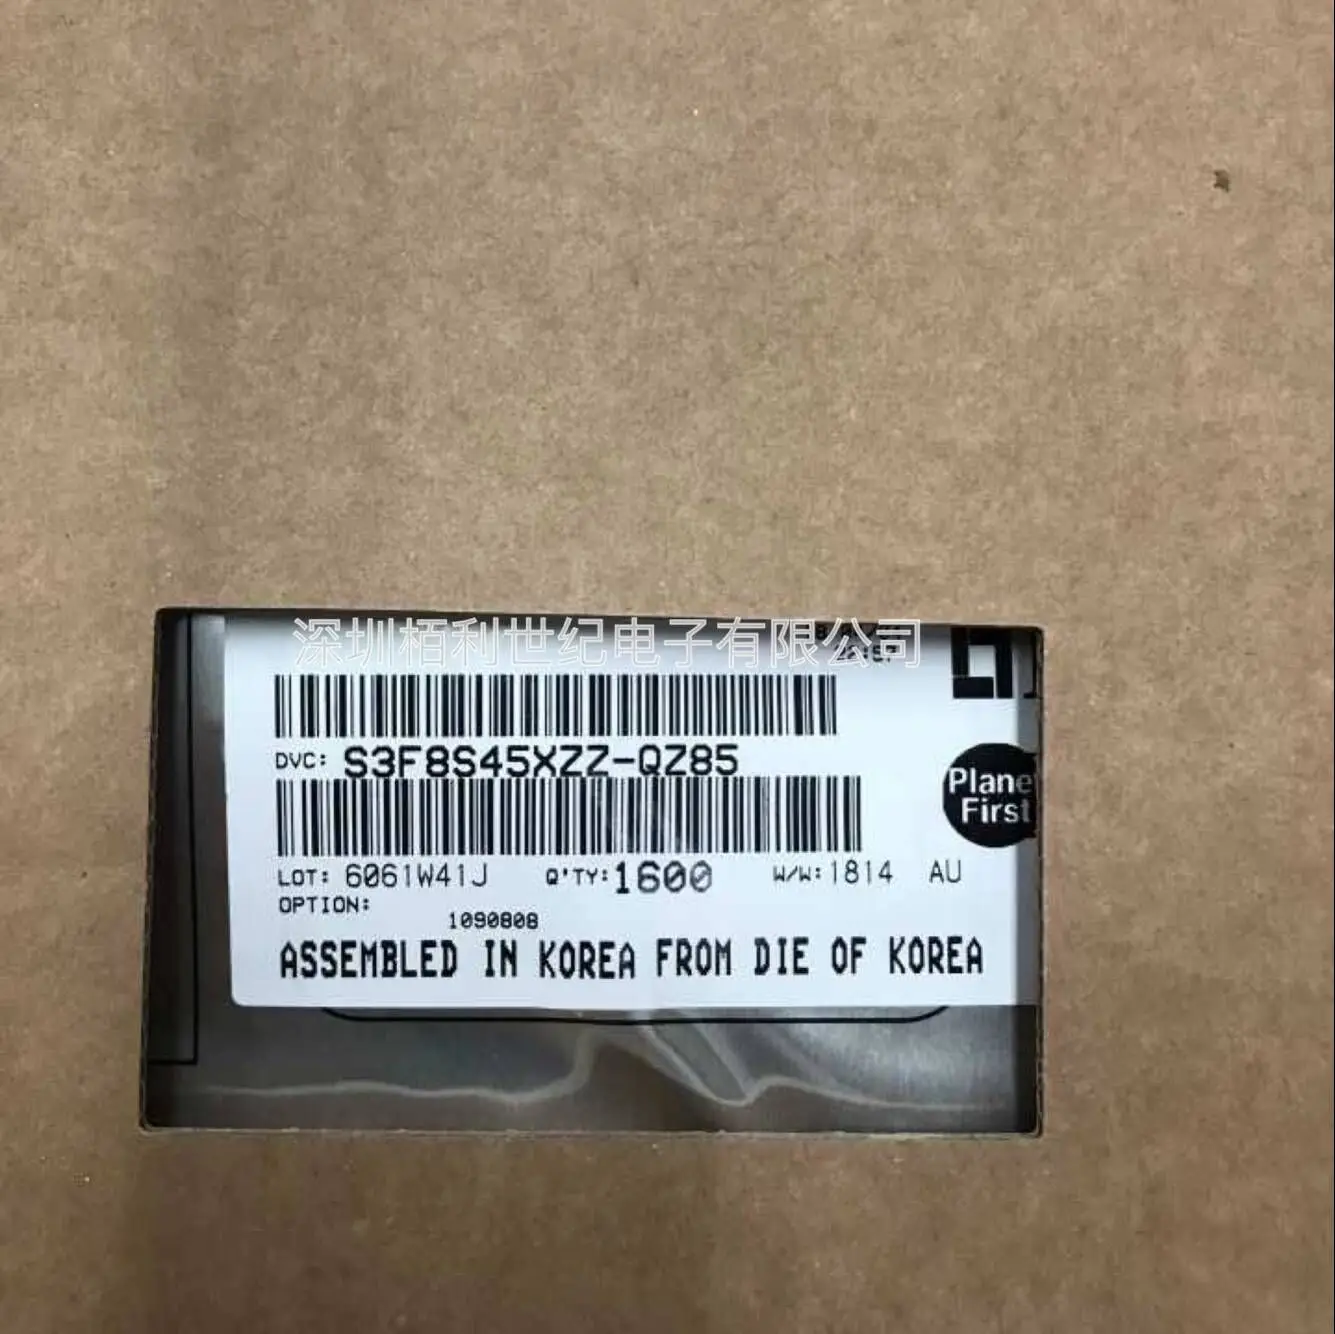 深圳栢利世纪电子有限公司
DVC: S3F8S45XZZ-QZ85
Plane
First
LOT: 6061W41J Q'TY:1600 W/W:1814 AU
OPTION:
1090808
ASSEMBLED IN KOREA FROM DIE OF KOREA